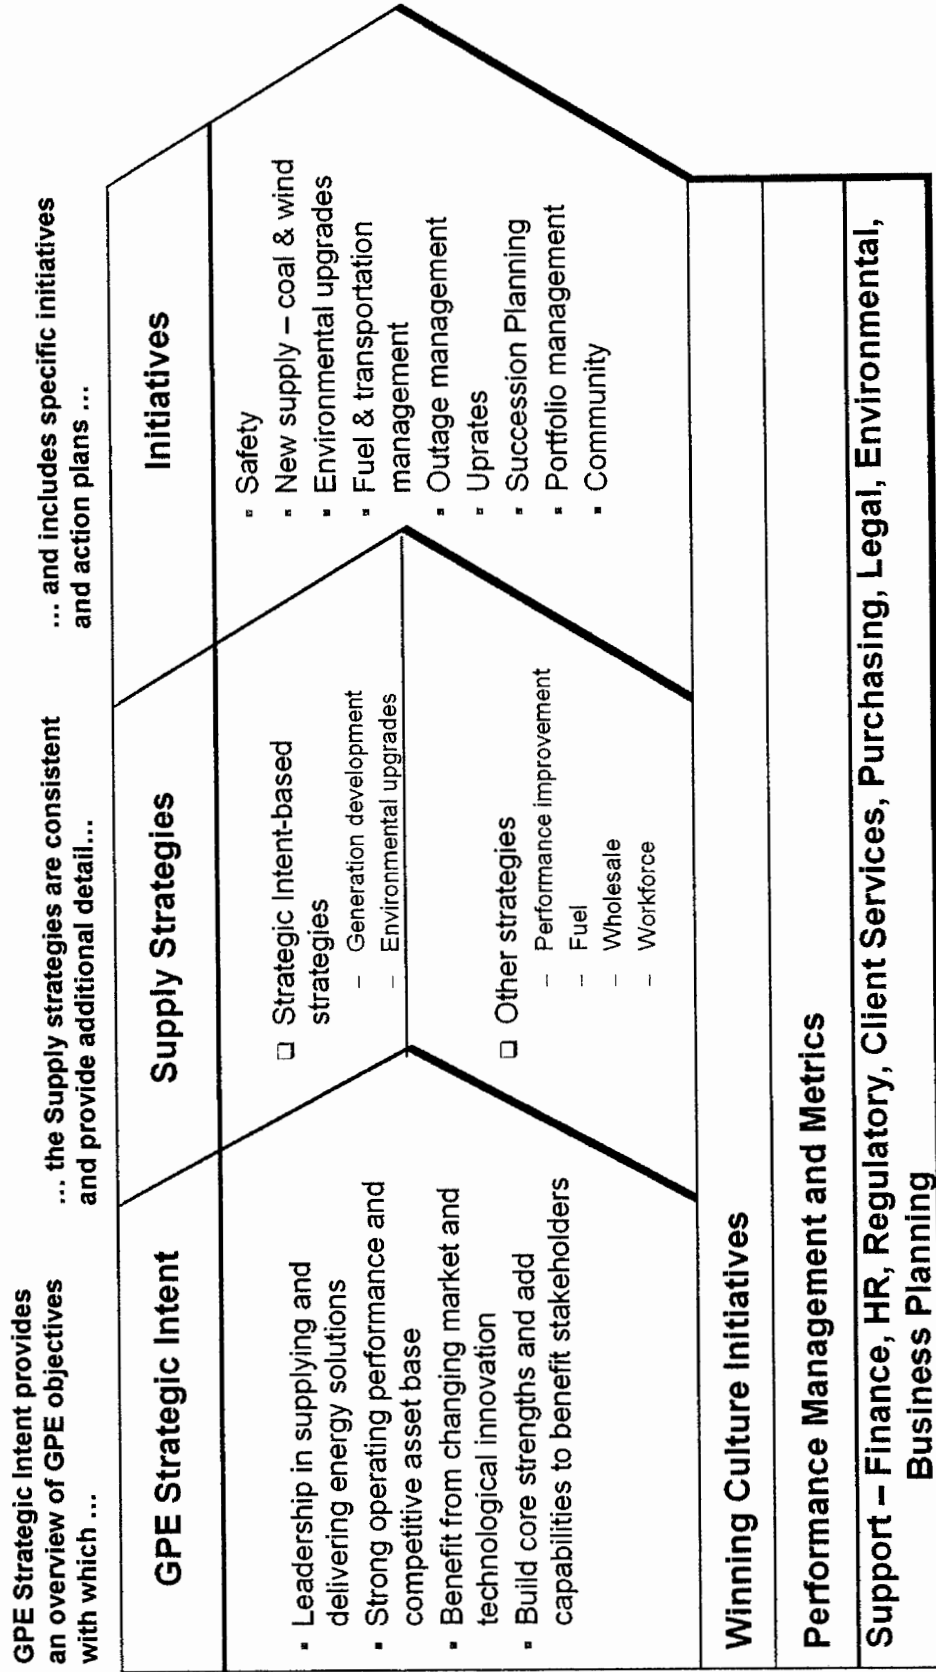 GPE Strategic Intent provides
an overview of GPE objectives
with which ...
... the Supply strategies are consistent
and provide additional detail...
... and includes specific initiatives
and action plans ...
GPE Strategic Intent
▪ Leadership in supplying and
delivering energy solutions
▪ Strong operating performance and
competitive asset base
▪ Benefit from changing market and
technological innovation
▪ Build core strengths and add
capabilities to benefit stakeholders
Supply Strategies
❑ Strategic Intent-based
strategies
– Generation development
– Environmental upgrades
❑ Other strategies
– Performance improvement
– Fuel
– Wholesale
– Workforce
Initiatives
▪ Safety
▪ New supply – coal & wind
▪ Environmental upgrades
▪ Fuel & transportation
management
▪ Outage management
▪ Uprates
▪ Succession Planning
▪ Portfolio management
▪ Community
Winning Culture Initiatives
Performance Management and Metrics
Support – Finance, HR, Regulatory, Client Services, Purchasing, Legal, Environmental,
Business Planning